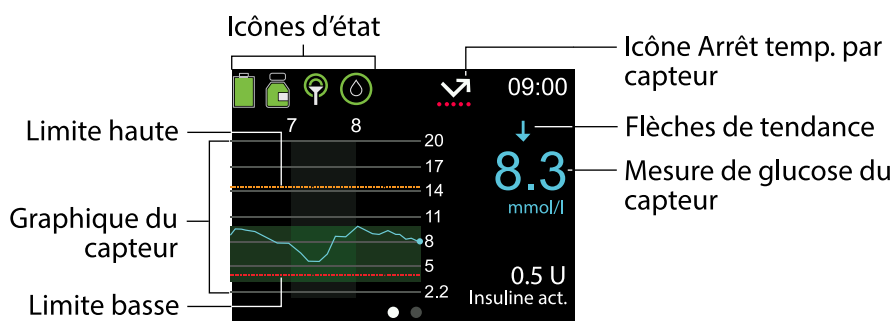 Icônes d'état
Icône Arrêt temp. par
capteur
09:00
7 8
Limite haute
Flèches de tendance
20
17
14
11
8
5
2.2
8.3
mmol/l
Mesure de glucose du
capteur
Graphique du
capteur
0.5 U
Insuline act.
Limite basse